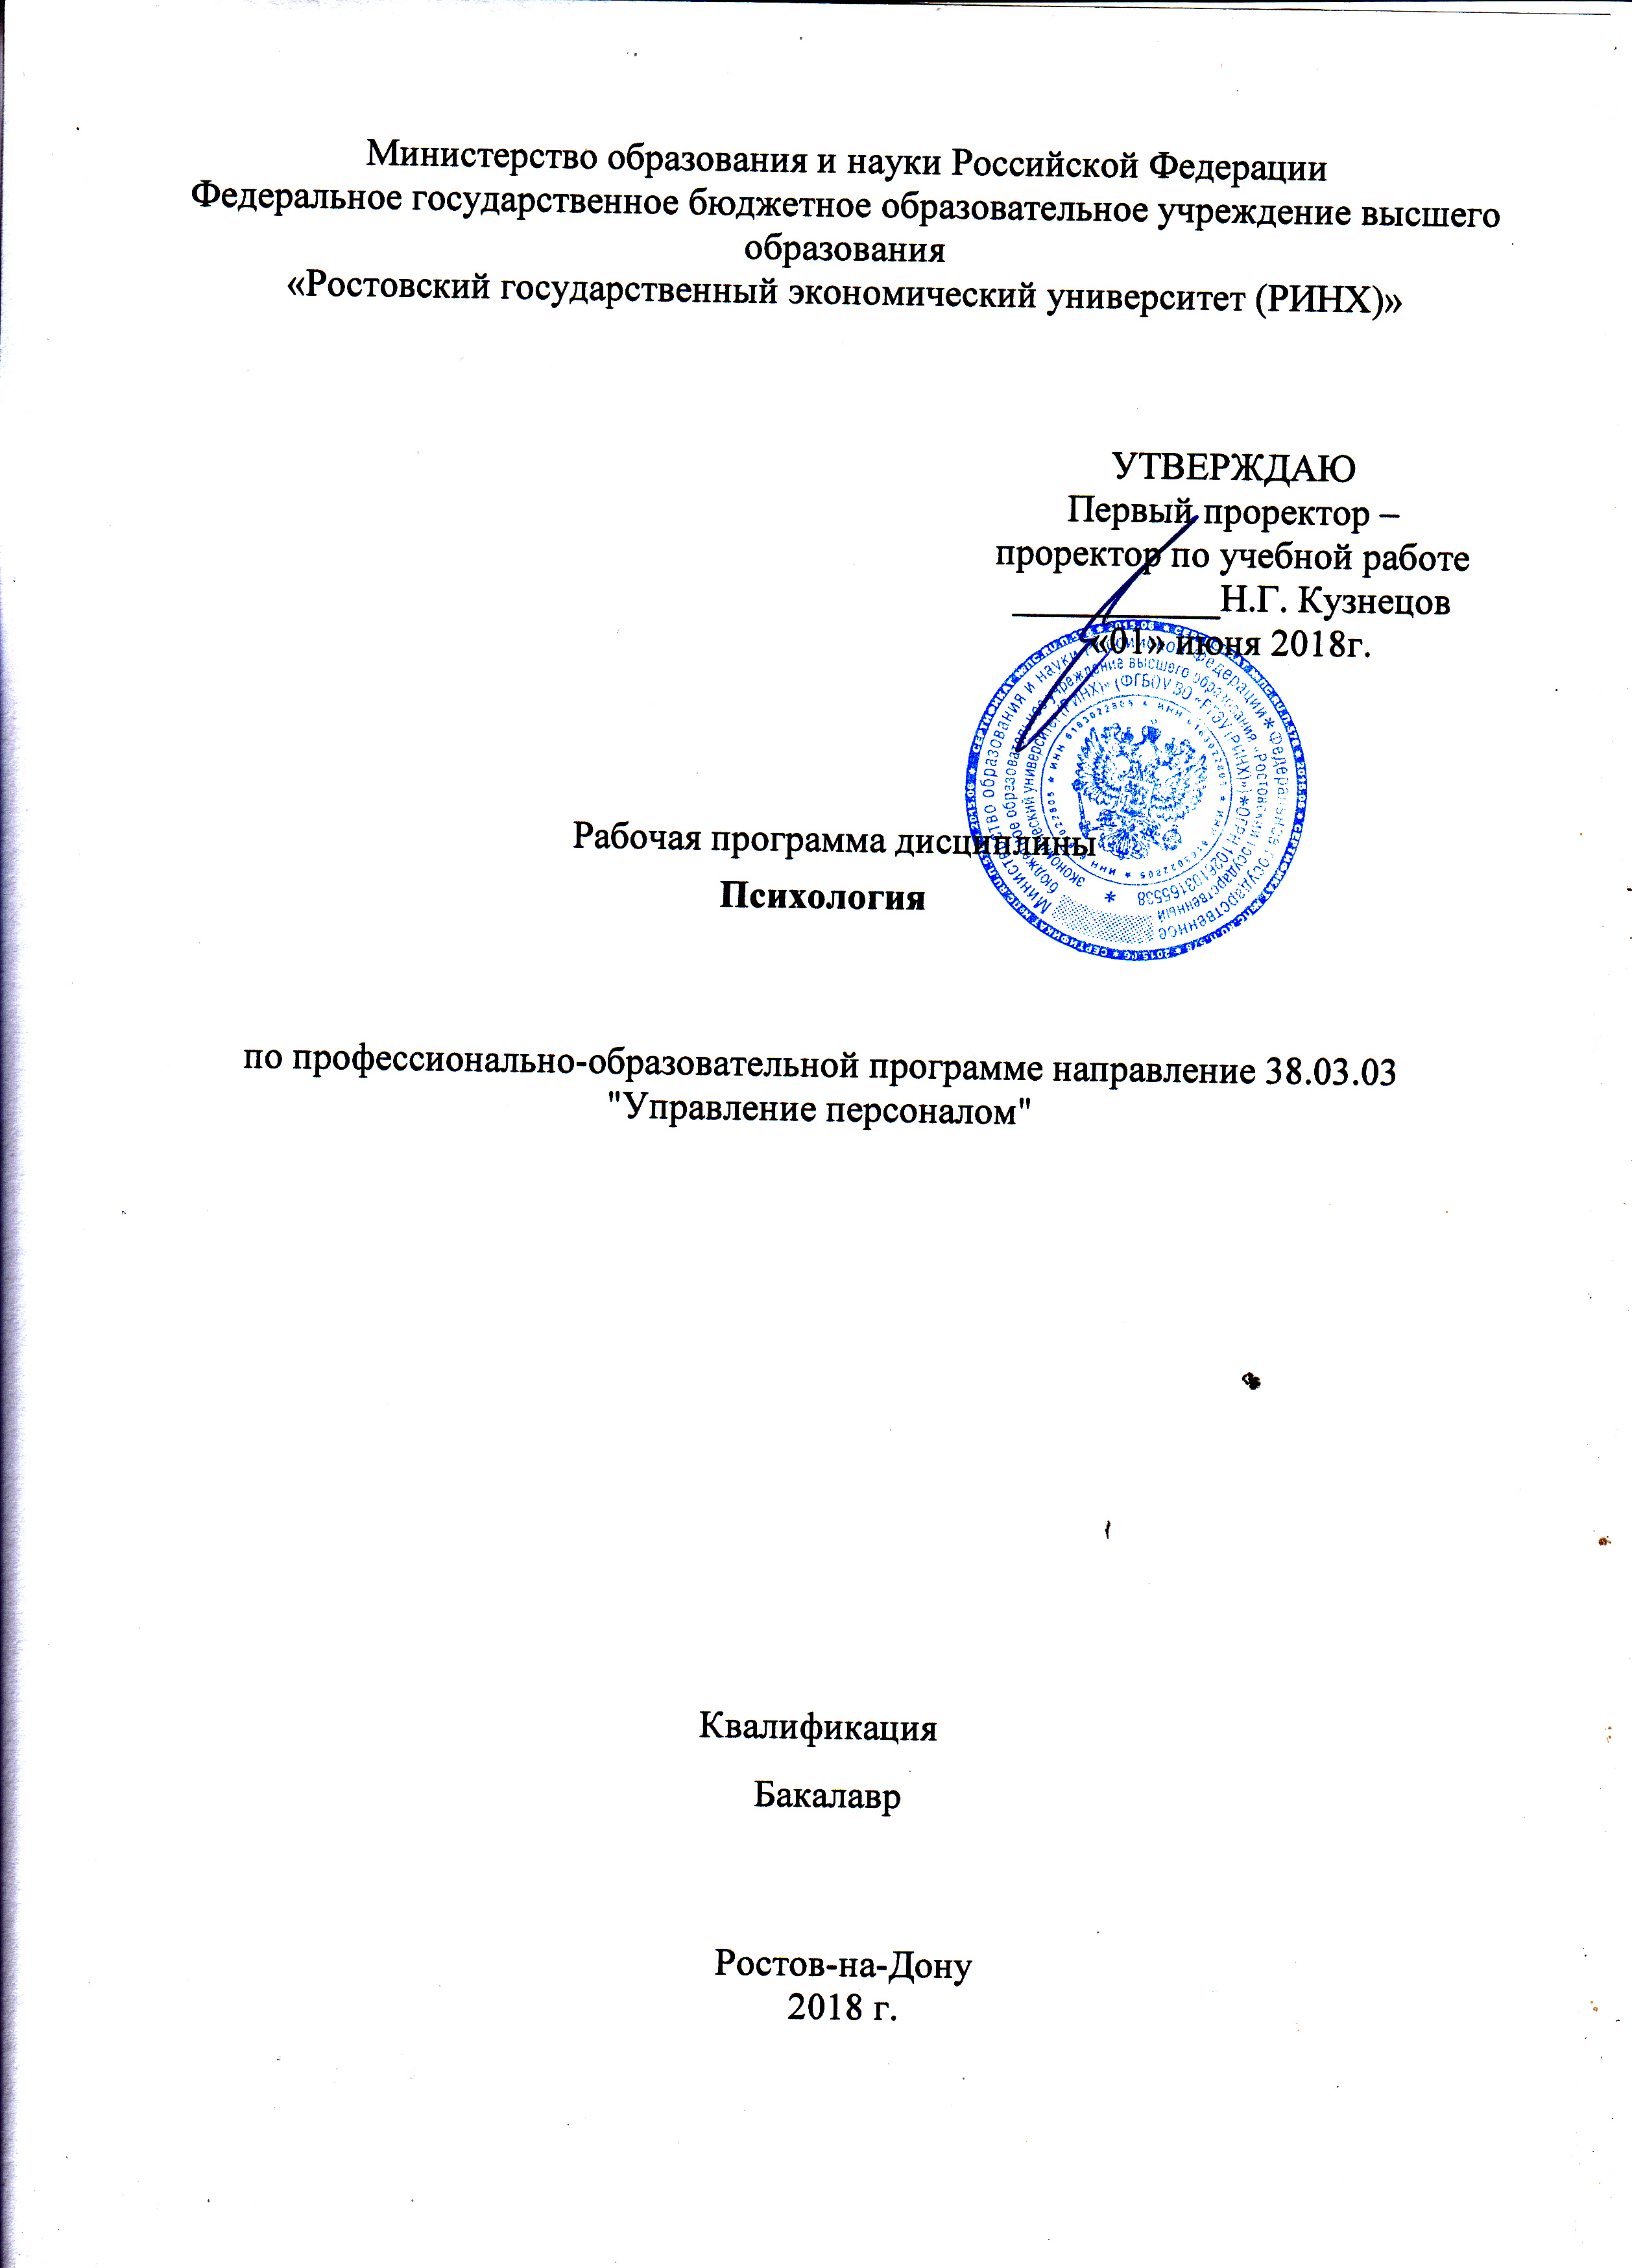 Министерство образования и науки Российской Федерации
Федеральное государственное бюджетное образовательное учреждение высшего
образования
«Ростовский государственный экономический университет (РИНХ)»
УТВЕРЖДАЮ
Первый проректор –
проректор по учебной работе
____________Н.Г. Кузнецов
«01» июня 2018г.
Рабочая программа дисциплины
Психология
по профессионально-образовательной программе направление 38.03.03
"Управление персоналом"
Квалификация
Бакалавр
Ростов-на-Дону
2018 г.